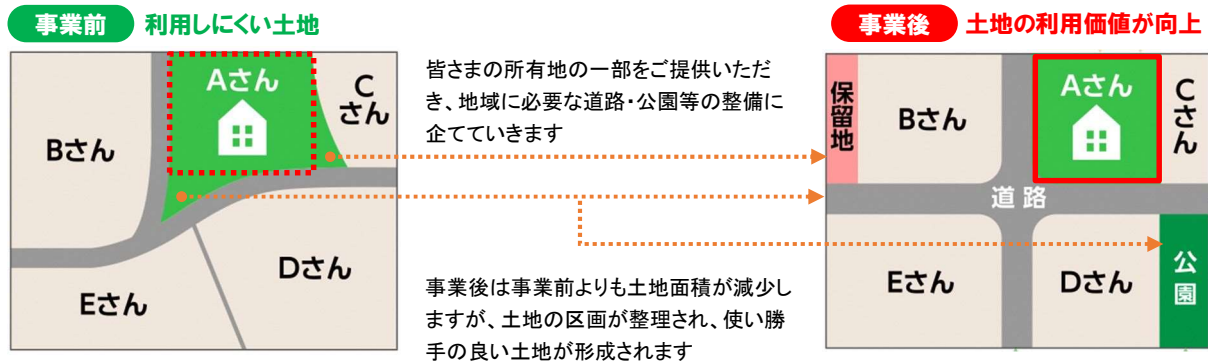 事業前 利用しにくい土地
Aさん
Bさん
C
さん
Dさん
Eさん
皆さまの所有地の一部をご提供いただ
き、地域に必要な道路・公園等の整備に
企てていきます
事業後は事業前よりも土地面積が減少し
ますが、土地の区画が整理され、使い勝
手の良い土地が形成されます
事業後 土地の利用価値が向上
保留地
Bさん
Aさん
Cさん
道路
Eさん
Dさん
公園